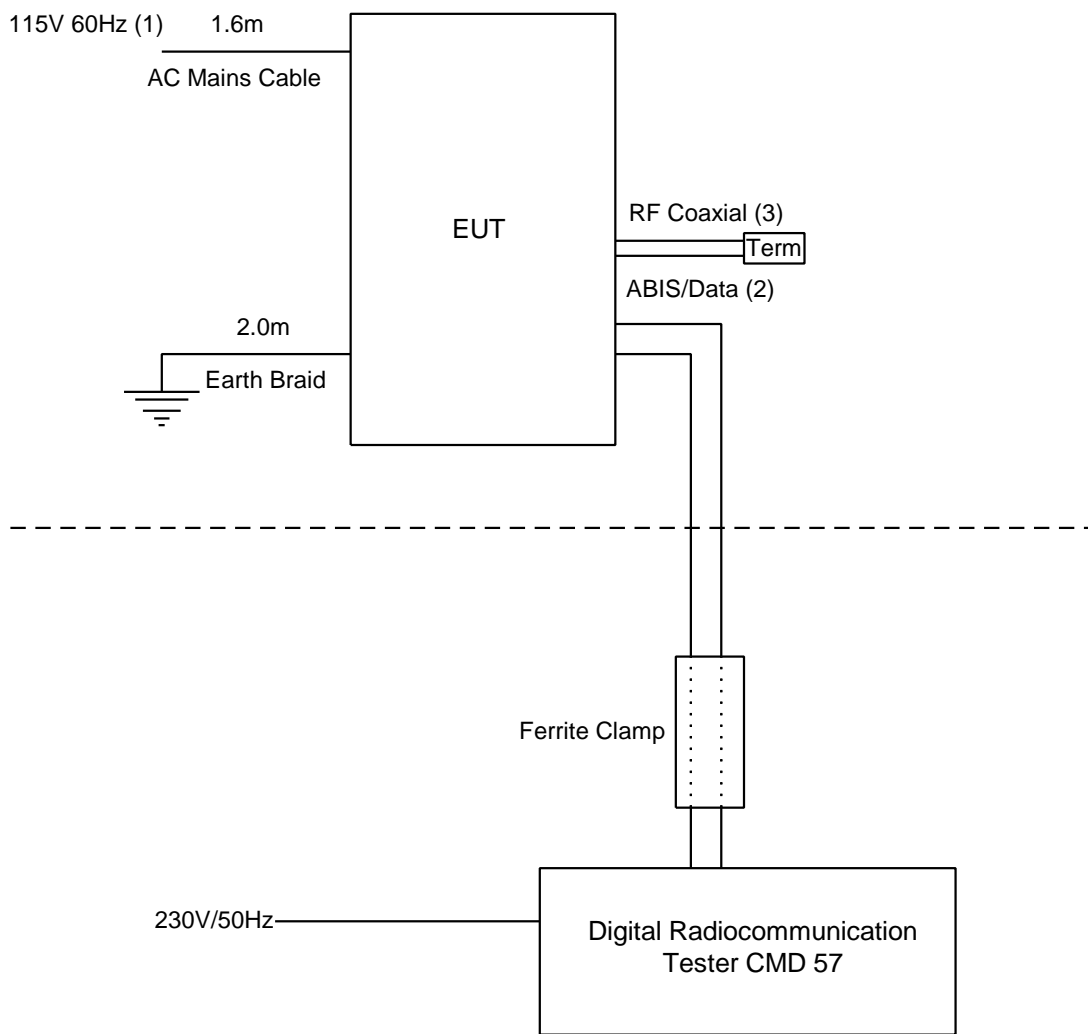 115V 60Hz (1)
1.6m
AC Mains Cable
EUT
RF Coaxial (3)
Term
ABIS/Data (2)
2.0m
Earth Braid
Ferrite Clamp
230V/50Hz
Digital Radiocommunication
Tester CMD 57